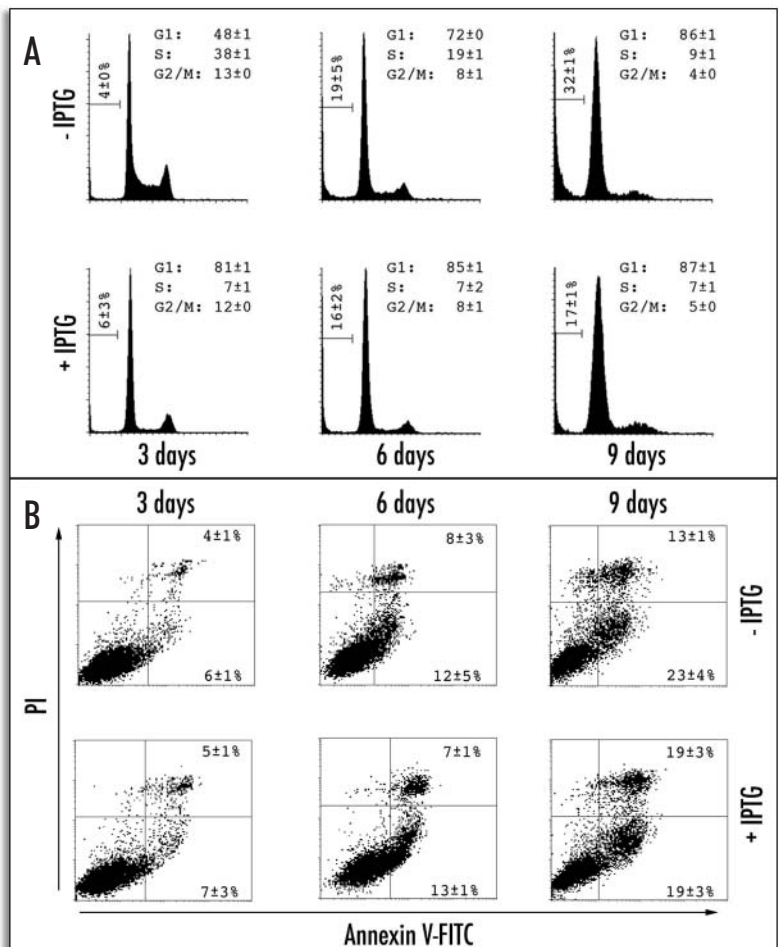 A
- IPTG
4±0%
G1: 48±1
S: 38±1
G2/M: 13±0
19±5%
G1: 72±0
S: 19±1
G2/M: 8±1
32±1%
G1: 86±1
S: 9±1
G2/M: 4±0
+ IPTG
6±3%
G1: 81±1
S: 7±1
G2/M: 12±0
16±2%
G1: 85±1
S: 7±2
G2/M: 8±1
17±1%
G1: 87±1
S: 7±1
G2/M: 5±0
3 days 6 days 9 days
B
3 days 6 days 9 days
4±1% 8±3% 13±1%
- IPTG
6±1% 12±5% 23±4%
PI
5±1% 7±1% 19±3%
+ IPTG
7±3% 13±1% 19±3%
Annexin V-FITC